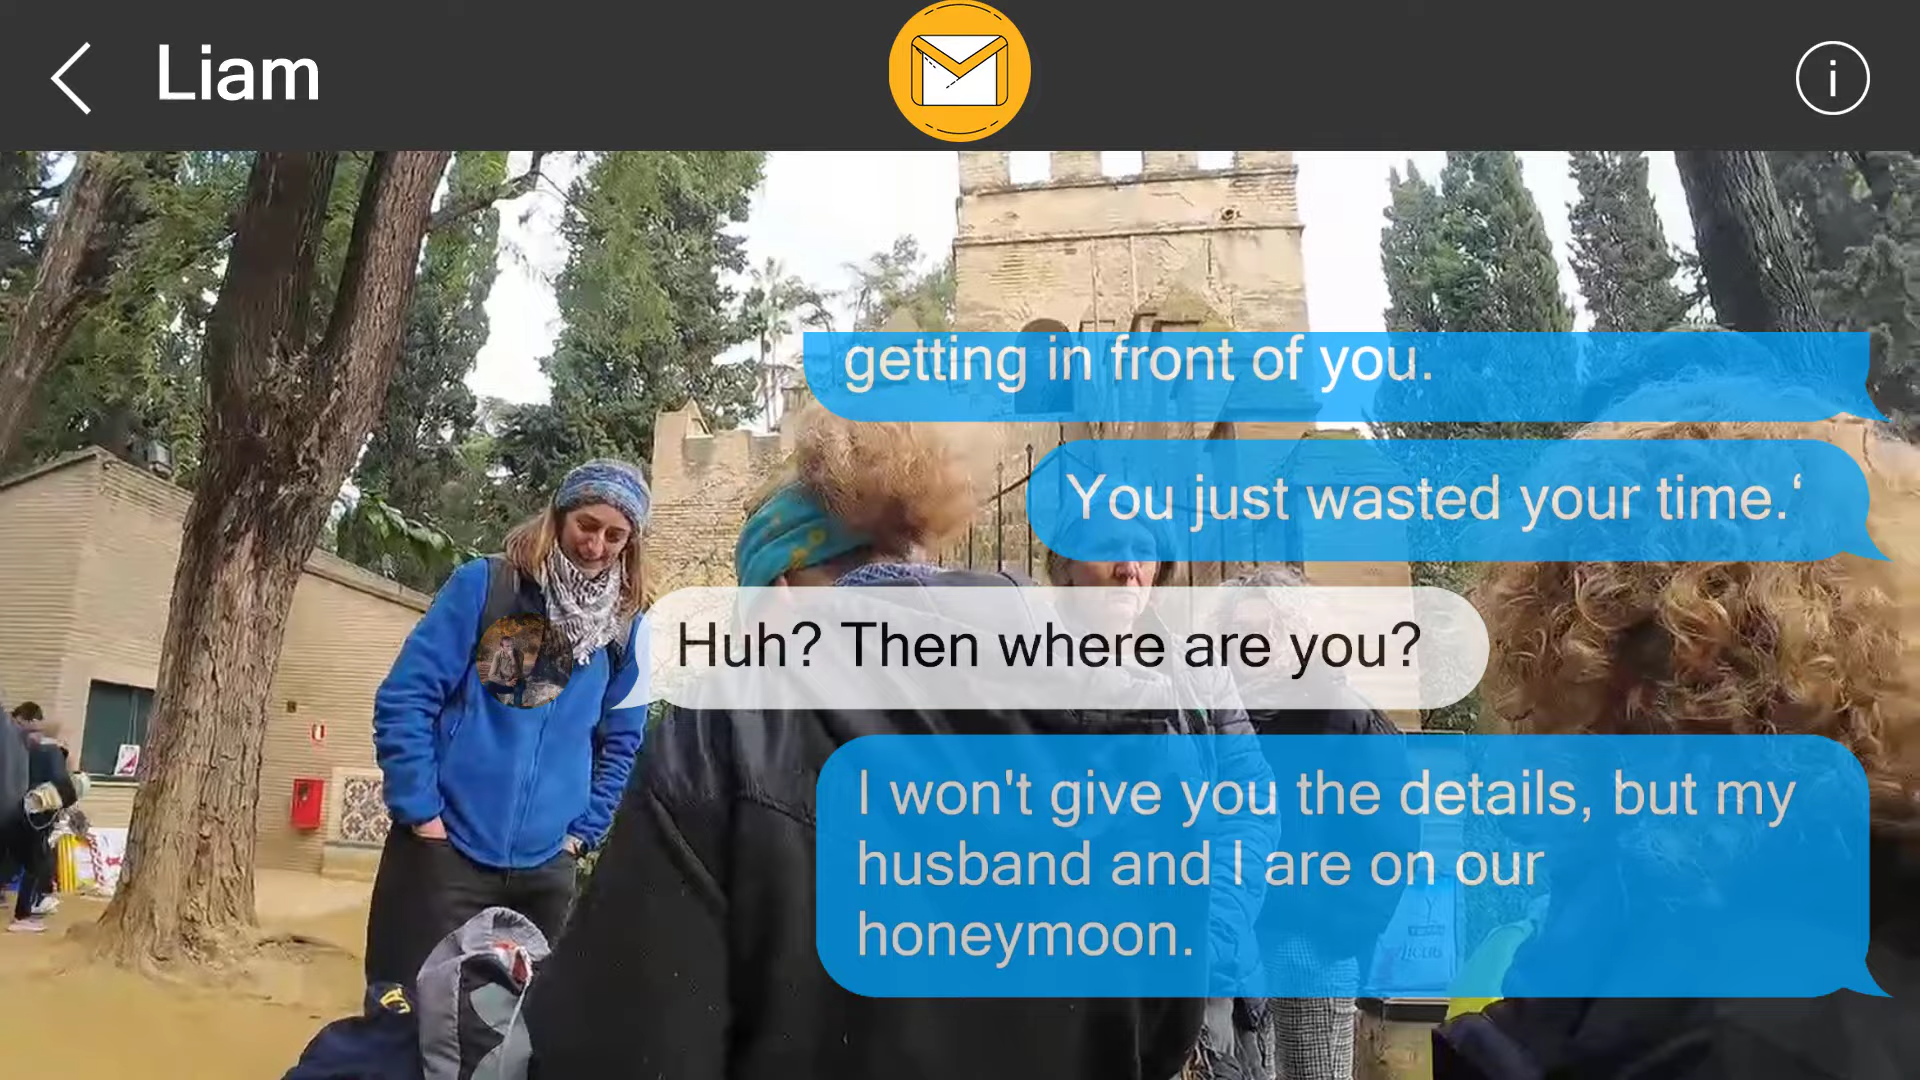 Liam
getting in front of you.
You just wasted your time.‘
Huh? Then where are you?
I won't give you the details, but my
husband and I are on our
honeymoon.